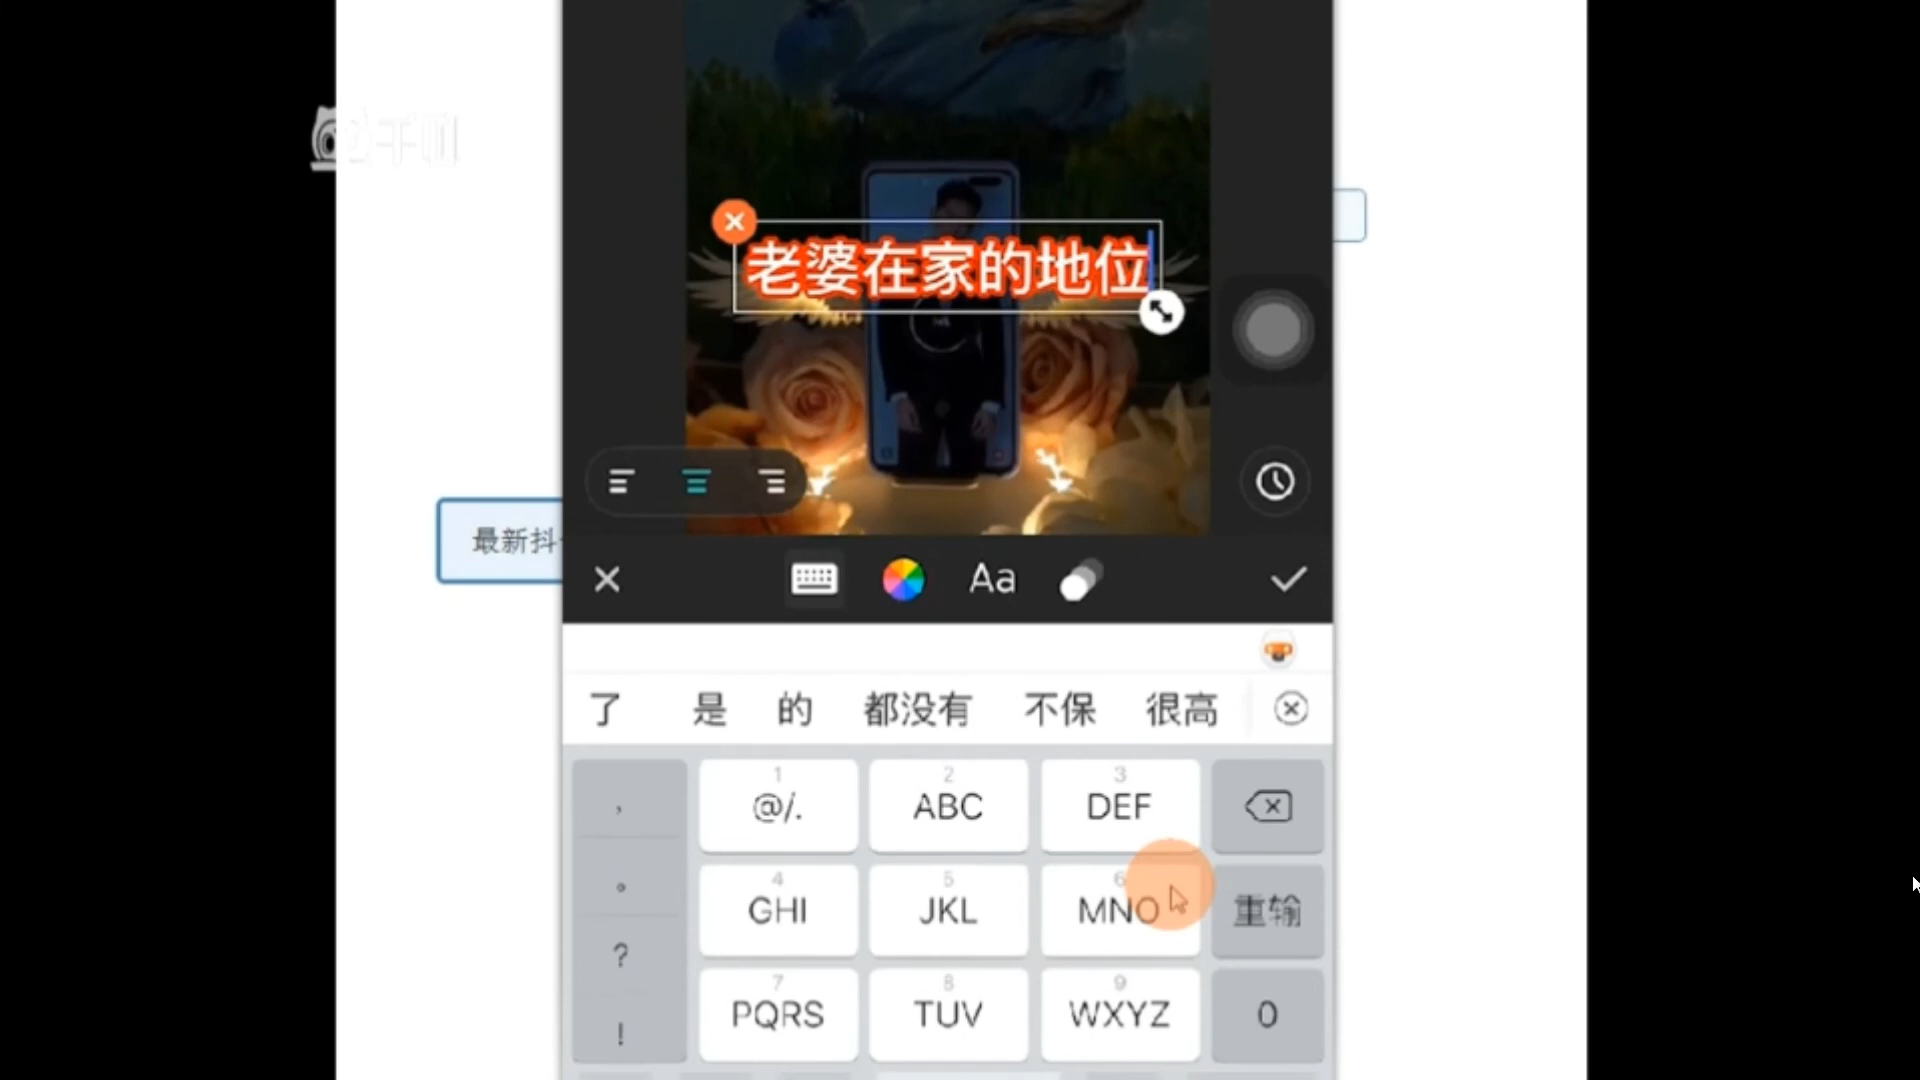 老婆在家的地位
最新抖
Aa
了 是 的 都没有 不保 很高
, 1 @/. 2 ABC 3 DEF
。 4 GHI 5 JKL 6 MNO 重输
? 7 PQRS 8 TUV 9 WXYZ 0
!